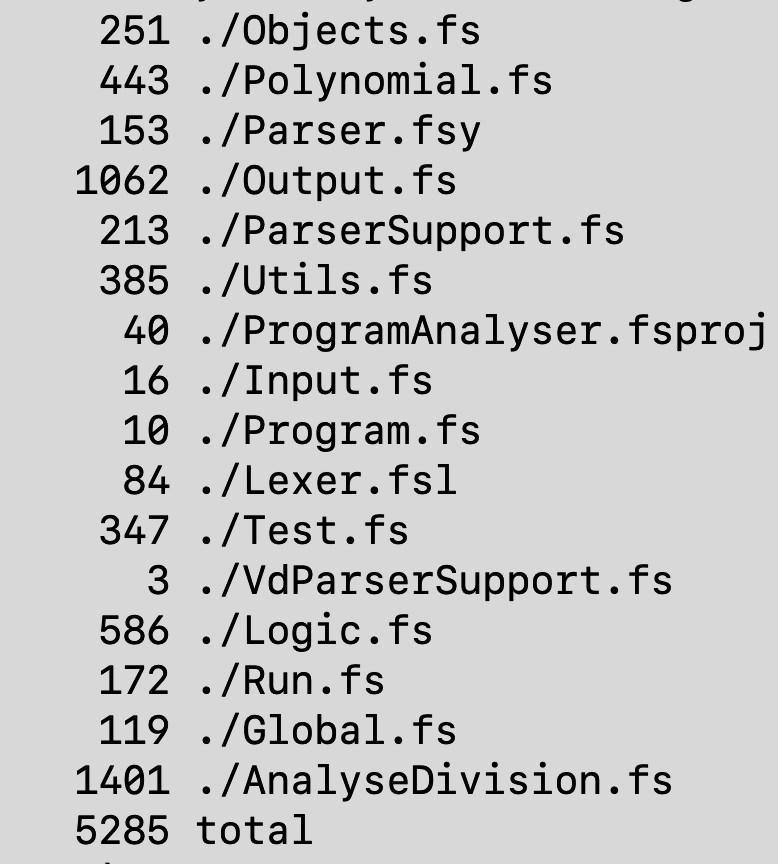 251 ./Objects.fs
443 ./Polynomial.fs
153 ./Parser.fsy
1062 ./Output.fs
213 ./ParserSupport.fs
385 ./Utils.fs
40 ./ProgramAnalyser.fsproj
16 ./Input.fs
10 ./Program.fs
84 ./Lexer.fsl
347 ./Test.fs
3 ./VdParserSupport.fs
586 ./Logic.fs
172 ./Run.fs
119 ./Global.fs
1401 ./AnalyseDivision.fs
5285 total